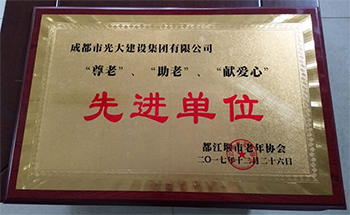 成都市光大建设集团有限公司
“尊老”、“助老”、“献爱心”
先进单位
都江堰市老年协会
二〇一七年十二月二十六日